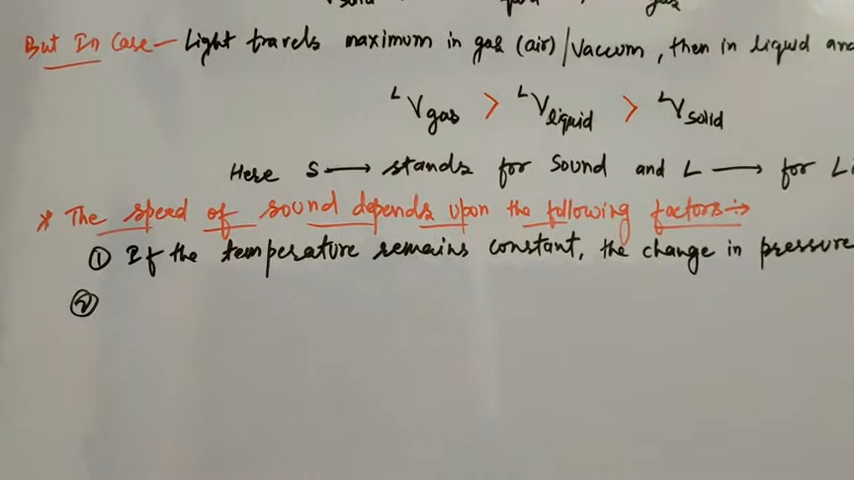 But In Case — Light travels maximum in gas (air) / Vaccum, then in liquid and
ᴸVgas > ᴸVliquid > ᴸVsolid
Here S ⟶ stands for Sound and L ⟶ for Li
* The speed of sound depends upon the following factors :→
① If the temperature remains constant, the change in pressure
②